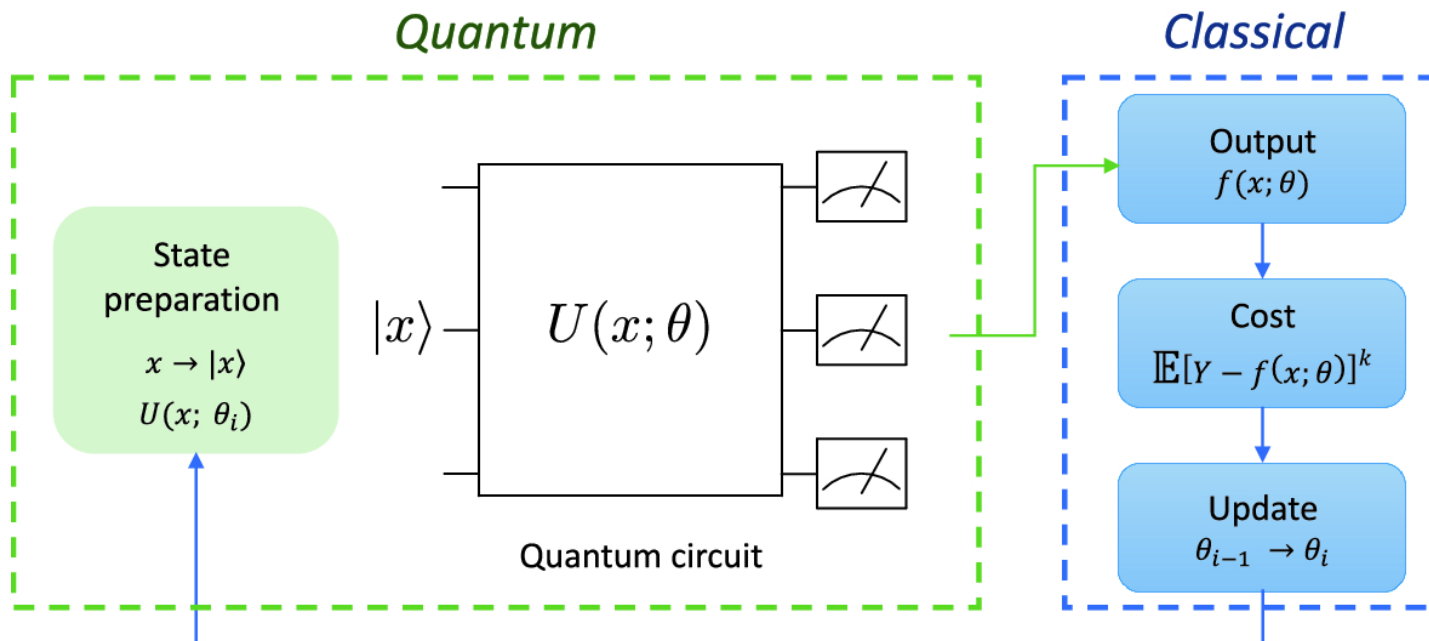 Quantum
Classical
State
preparation
x → |x⟩
U(x; θᵢ)
|x⟩
U(x; θ)
Quantum circuit
Output
f(x; θ)
Cost
𝔼[Y − f(x; θ)]ᵏ
Update
θᵢ₋₁ → θᵢ